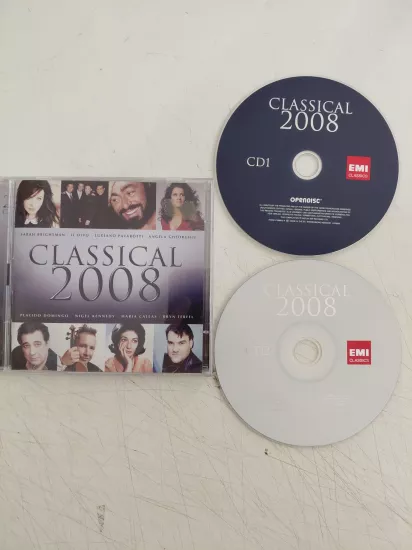 SARAH BRIGHTMAN · IL DIVO · LUCIANO PAVAROTTI · ANGELA GHEORGHIU
CLASSICAL
2008
PLACIDO DOMINGO · NIGEL KENNEDY · MARIA CALLAS · BRYN TERFEL
CLASSICAL
2008
CD1
EMI
CLASSICS
OPENDISC
CLASSICAL
2008
EMI
CLASSICS